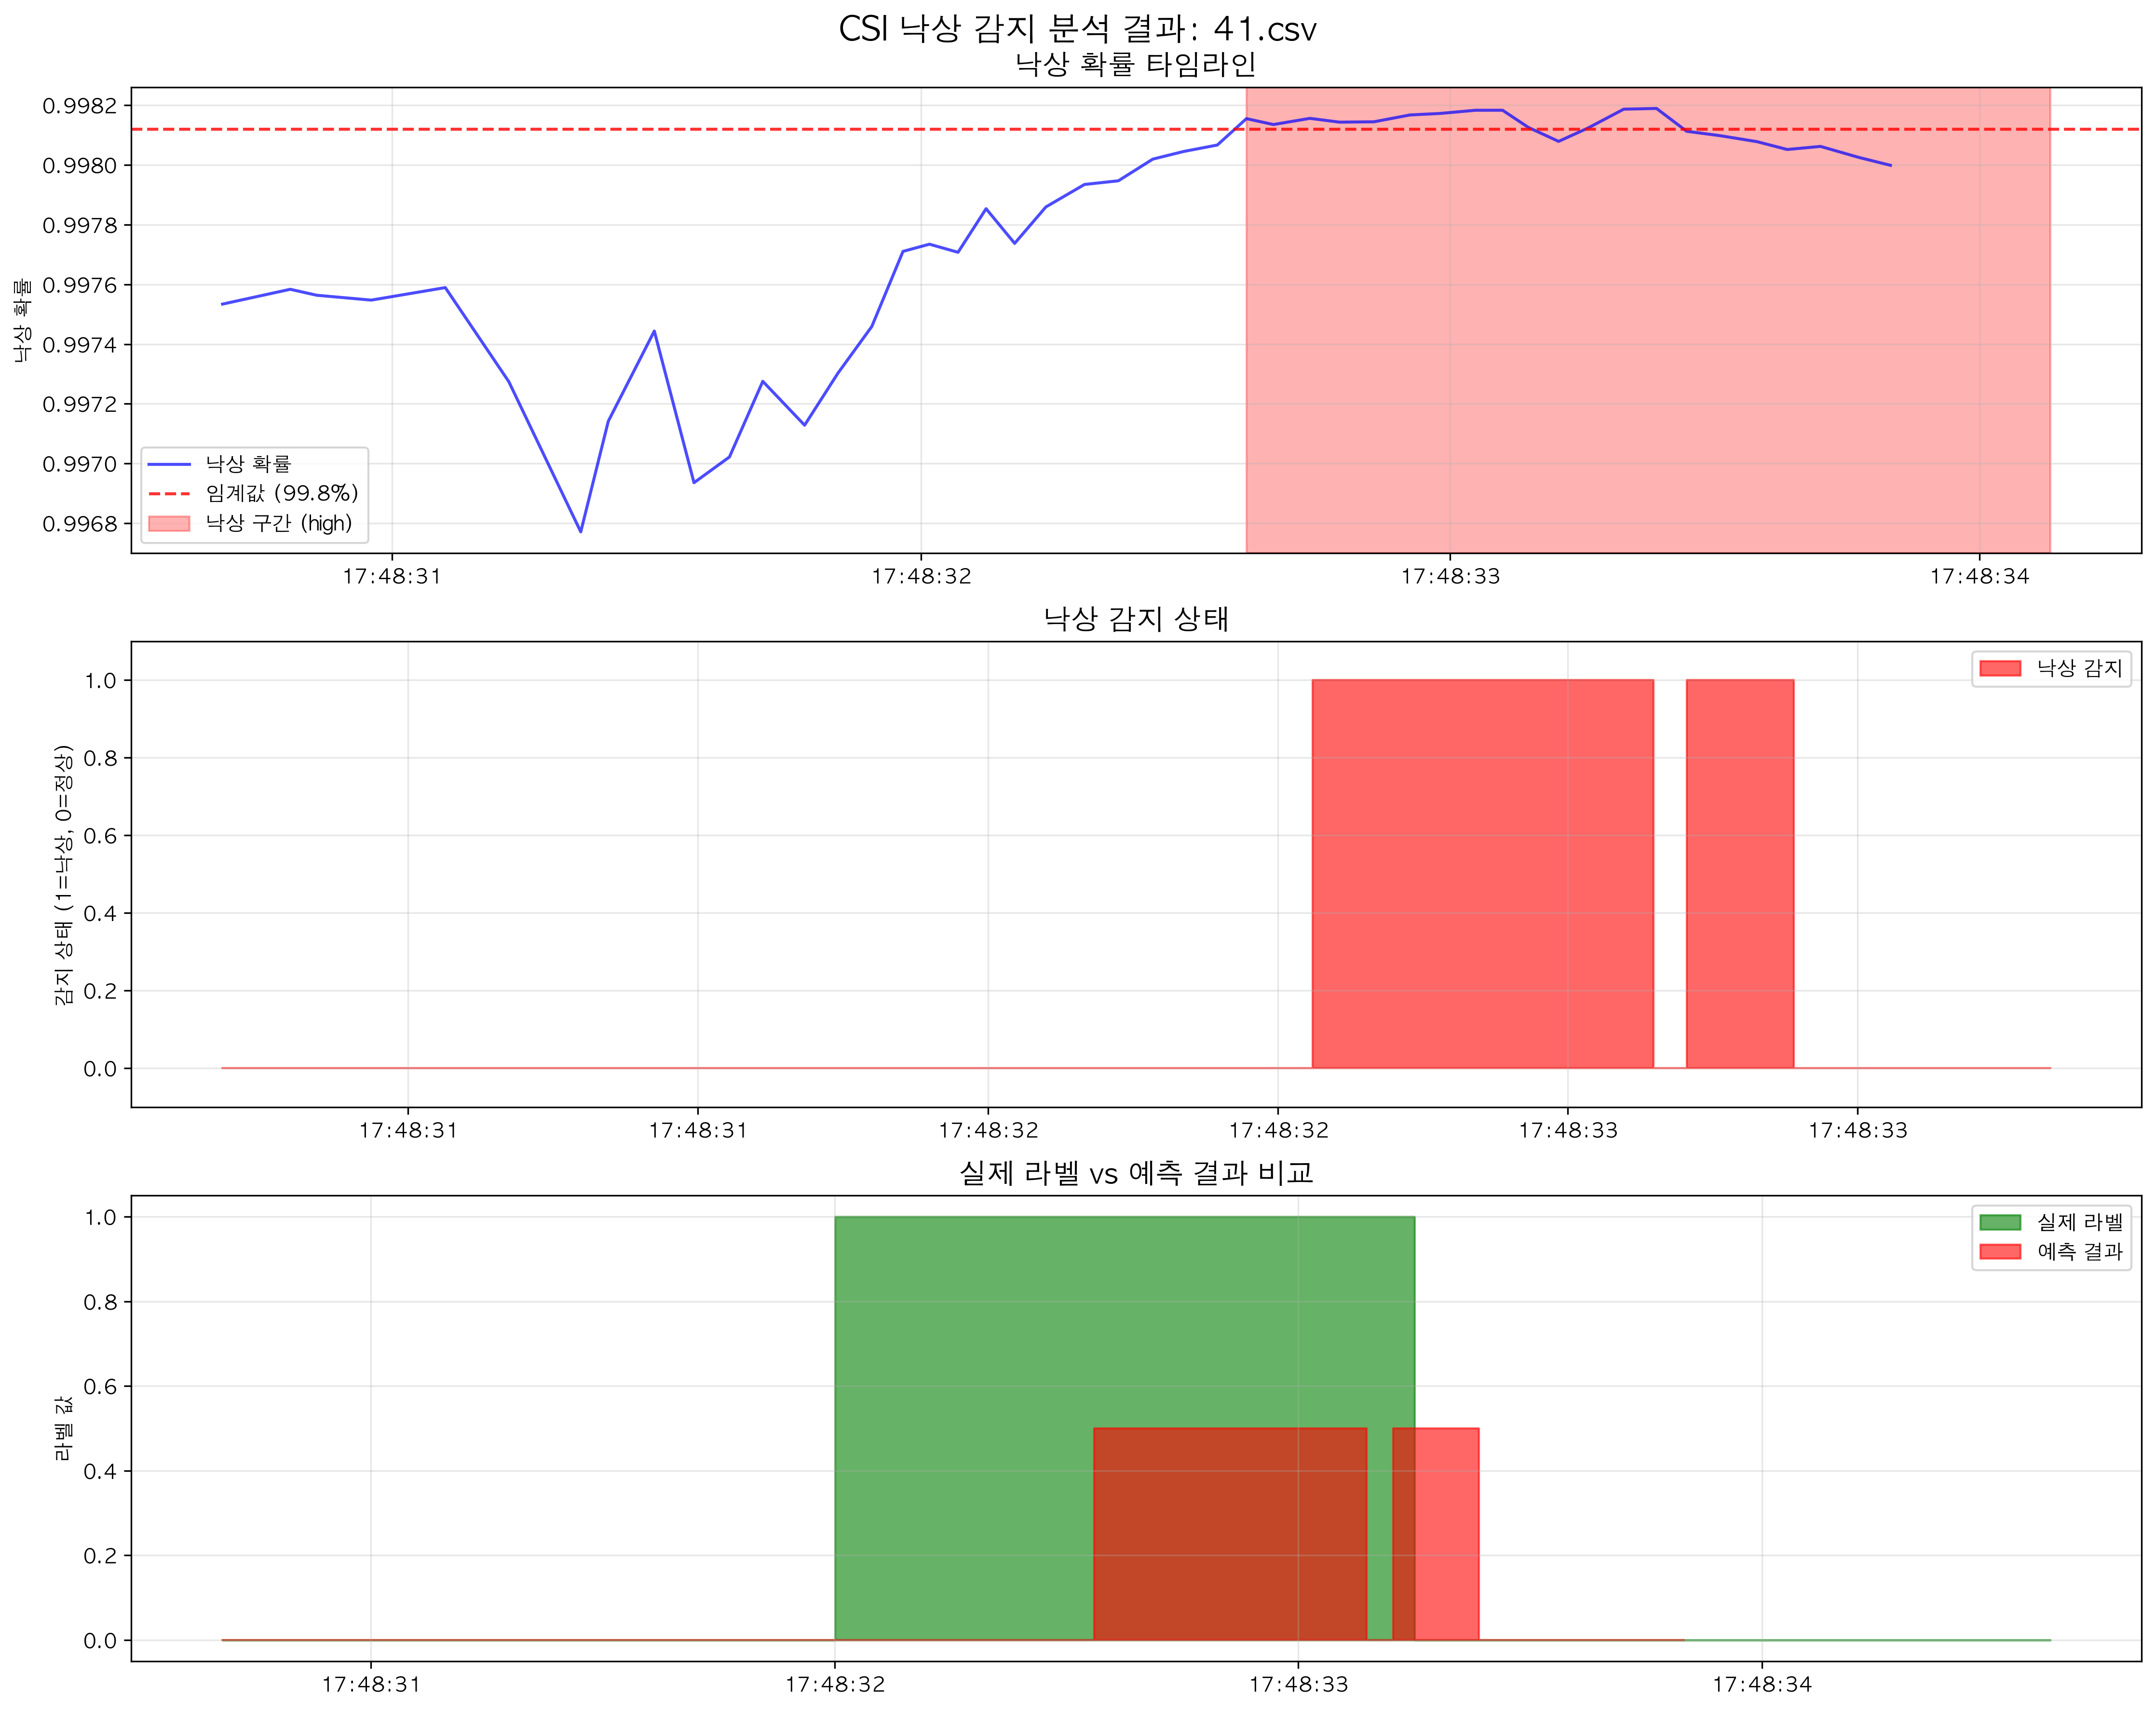 CSI 낙상 감지 분석 결과: 41.csv
낙상 확률 타임라인
낙상 확률
0.9982
0.9980
0.9978
0.9976
0.9974
0.9972
0.9970
0.9968
낙상 확률
임계값 (99.8%)
낙상 구간 (high)
17:48:31
17:48:32
17:48:33
17:48:34
낙상 감지 상태
감지 상태 (1=낙상, 0=정상)
1.0
0.8
0.6
0.4
0.2
0.0
낙상 감지
17:48:31
17:48:31
17:48:32
17:48:32
17:48:33
17:48:33
실제 라벨 vs 예측 결과 비교
라벨 값
1.0
0.8
0.6
0.4
0.2
0.0
실제 라벨
예측 결과
17:48:31
17:48:32
17:48:33
17:48:34